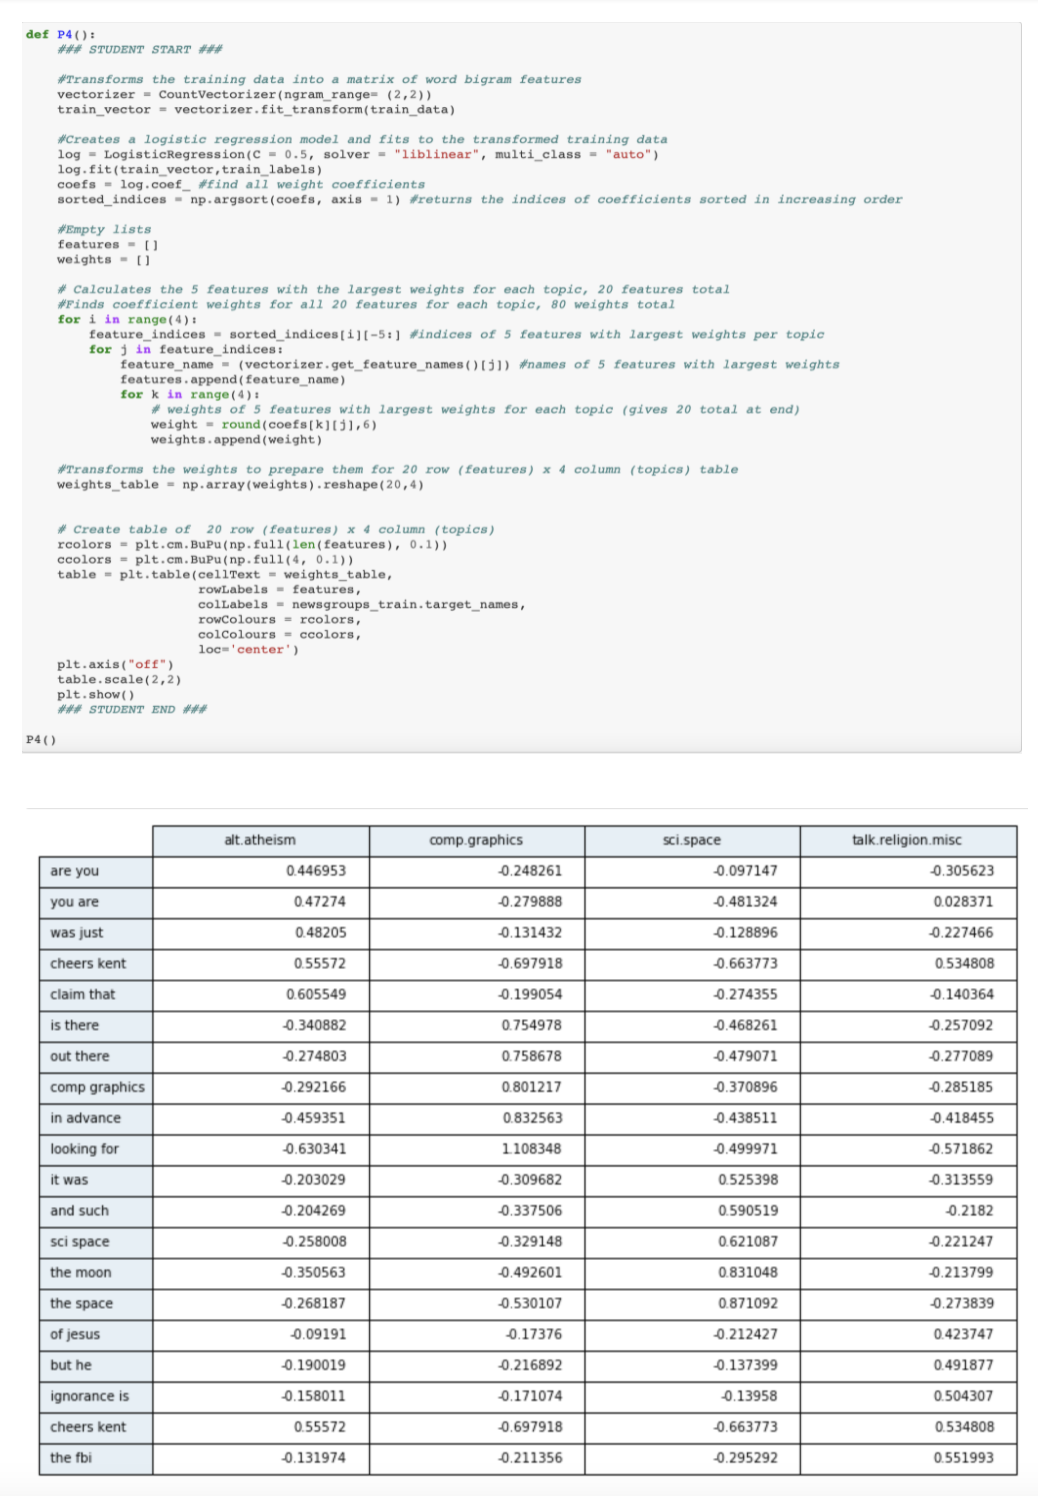 def P4():
### STUDENT START ###
#Transforms the training data into a matrix of word bigram features
vectorizer = CountVectorizer(ngram_range= (2,2))
train_vector = vectorizer.fit_transform(train_data)
#Creates a logistic regression model and fits to the transformed training data
log = LogisticRegression(C = 0.5, solver = "liblinear", multi_class = "auto")
log.fit(train_vector,train_labels)
coefs = log.coef_ #find all weight coefficients
sorted_indices = np.argsort(coefs, axis = 1) #returns the indices of coefficients sorted in increasing order
#Empty lists
features = []
weights = []
# Calculates the 5 features with the largest weights for each topic, 20 features total
#Finds coefficient weights for all 20 features for each topic, 80 weights total
for i in range(4):
feature_indices = sorted_indices[i][-5:] #indices of 5 features with largest weights per topic
for j in feature_indices:
feature_name = (vectorizer.get_feature_names()[j]) #names of 5 features with largest weights
features.append(feature_name)
for k in range(4):
# weights of 5 features with largest weights for each topic (gives 20 total at end)
weight = round(coefs[k][j],6)
weights.append(weight)
#Transforms the weights to prepare them for 20 row (features) x 4 column (topics) table
weights_table = np.array(weights).reshape(20,4)
# Create table of  20 row (features) x 4 column (topics)
rcolors = plt.cm.BuPu(np.full(len(features), 0.1))
ccolors = plt.cm.BuPu(np.full(4, 0.1))
table = plt.table(cellText = weights_table,
rowLabels = features,
colLabels = newsgroups_train.target_names,
rowColours = rcolors,
colColours = ccolors,
loc='center')
plt.axis("off")
table.scale(2,2)
plt.show()
### STUDENT END ###
P4()
alt.atheism comp.graphics sci.space talk.religion.misc
are you 0.446953 -0.248261 -0.097147 -0.305623
you are 0.47274 -0.279888 -0.481324 0.028371
was just 0.48205 -0.131432 -0.128896 -0.227466
cheers kent 0.55572 -0.697918 -0.663773 0.534808
claim that 0.605549 -0.199054 -0.274355 -0.140364
is there -0.340882 0.754978 -0.468261 -0.257092
out there -0.274803 0.758678 -0.479071 -0.277089
comp graphics -0.292166 0.801217 -0.370896 -0.285185
in advance -0.459351 0.832563 -0.438511 -0.418455
looking for -0.630341 1.108348 -0.499971 -0.571862
it was -0.203029 -0.309682 0.525398 -0.313559
and such -0.204269 -0.337506 0.590519 -0.2182
sci space -0.258008 -0.329148 0.621087 -0.221247
the moon -0.350563 -0.492601 0.831048 -0.213799
the space -0.268187 -0.530107 0.871092 -0.273839
of jesus -0.09191 -0.17376 -0.212427 0.423747
but he -0.190019 -0.216892 -0.137399 0.491877
ignorance is -0.158011 -0.171074 -0.13958 0.504307
cheers kent 0.55572 -0.697918 -0.663773 0.534808
the fbi -0.131974 -0.211356 -0.295292 0.551993